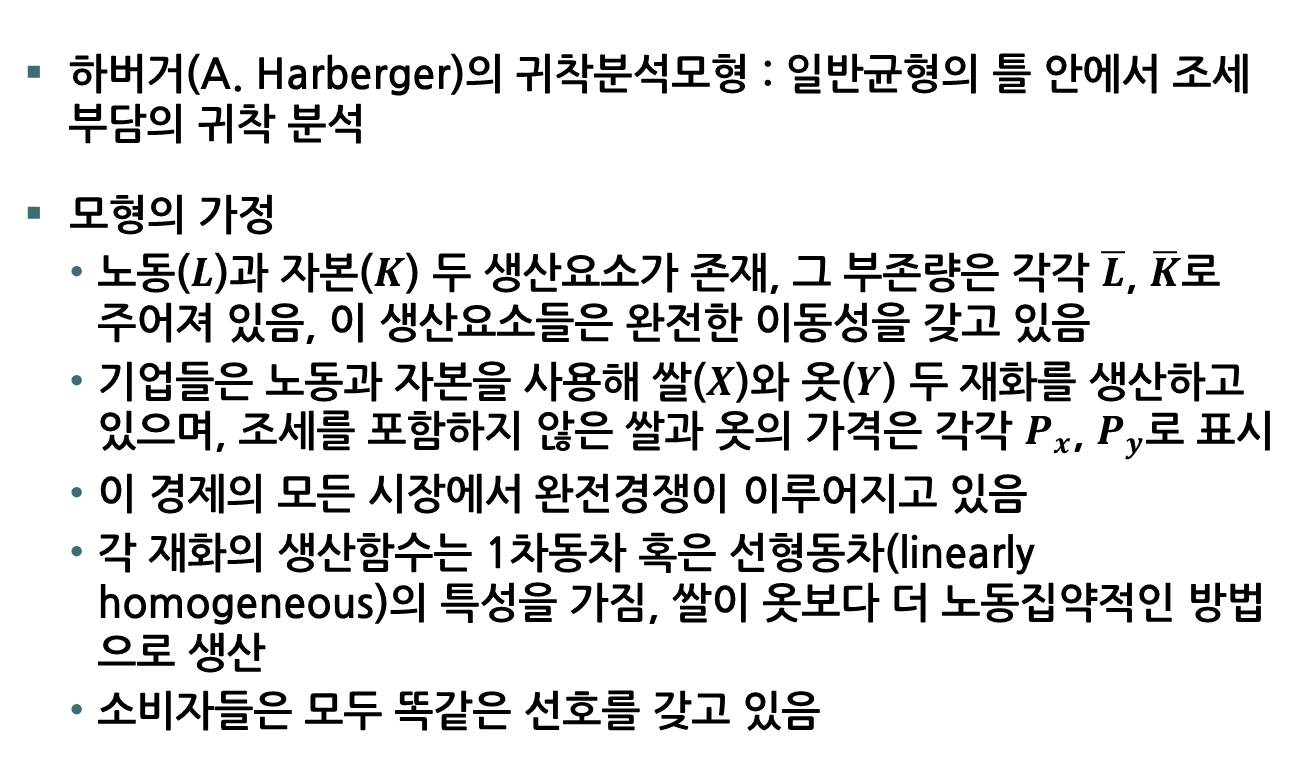 ▪ 하버거(A. Harberger)의 귀착분석모형 : 일반균형의 틀 안에서 조세
부담의 귀착 분석
▪ 모형의 가정
• 노동(L)과 자본(K) 두 생산요소가 존재, 그 부존량은 각각 L̅, K̅로
주어져 있음, 이 생산요소들은 완전한 이동성을 갖고 있음
• 기업들은 노동과 자본을 사용해 쌀(X)와 옷(Y) 두 재화를 생산하고
있으며, 조세를 포함하지 않은 쌀과 옷의 가격은 각각 Pₓ, Pᵧ로 표시
• 이 경제의 모든 시장에서 완전경쟁이 이루어지고 있음
• 각 재화의 생산함수는 1차동차 혹은 선형동차(linearly
homogeneous)의 특성을 가짐, 쌀이 옷보다 더 노동집약적인 방법
으로 생산
• 소비자들은 모두 똑같은 선호를 갖고 있음